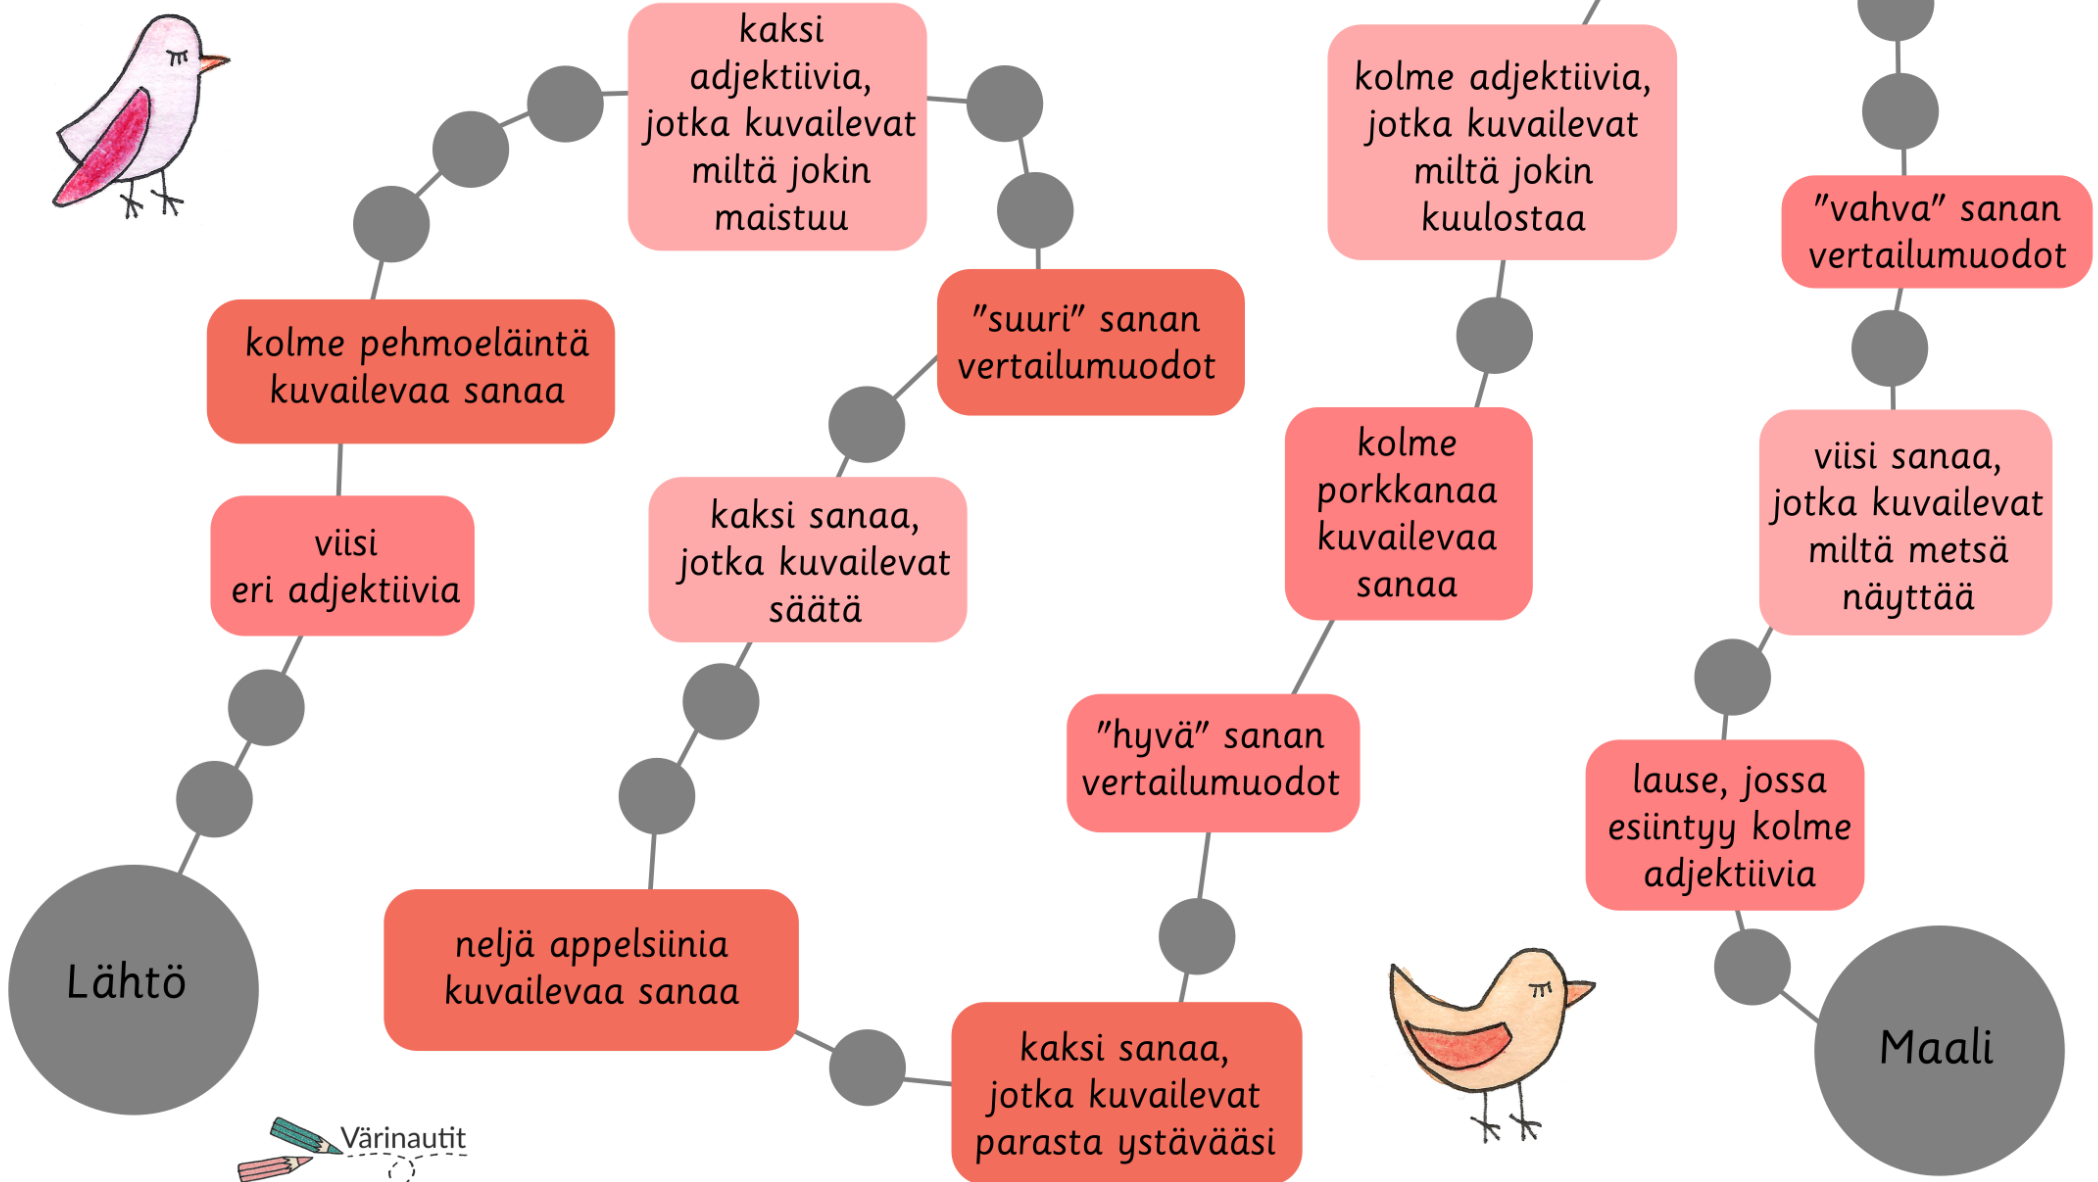 Lähtö
viisi
eri adjektiivia
kolme pehmoeläintä
kuvailevaa sanaa
kaksi
adjektiivia,
jotka kuvailevat
miltä jokin
maistuu
"suuri" sanan
vertailumuodot
kaksi sanaa,
jotka kuvailevat
säätä
neljä appelsiinia
kuvailevaa sanaa
kaksi sanaa,
jotka kuvailevat
parasta ystävääsi
"hyvä" sanan
vertailumuodot
kolme
porkkanaa
kuvailevaa
sanaa
kolme adjektiivia,
jotka kuvailevat
miltä jokin
kuulostaa
"vahva" sanan
vertailumuodot
viisi sanaa,
jotka kuvailevat
miltä metsä
näyttää
lause, jossa
esiintyy kolme
adjektiivia
Maali
Värinautit